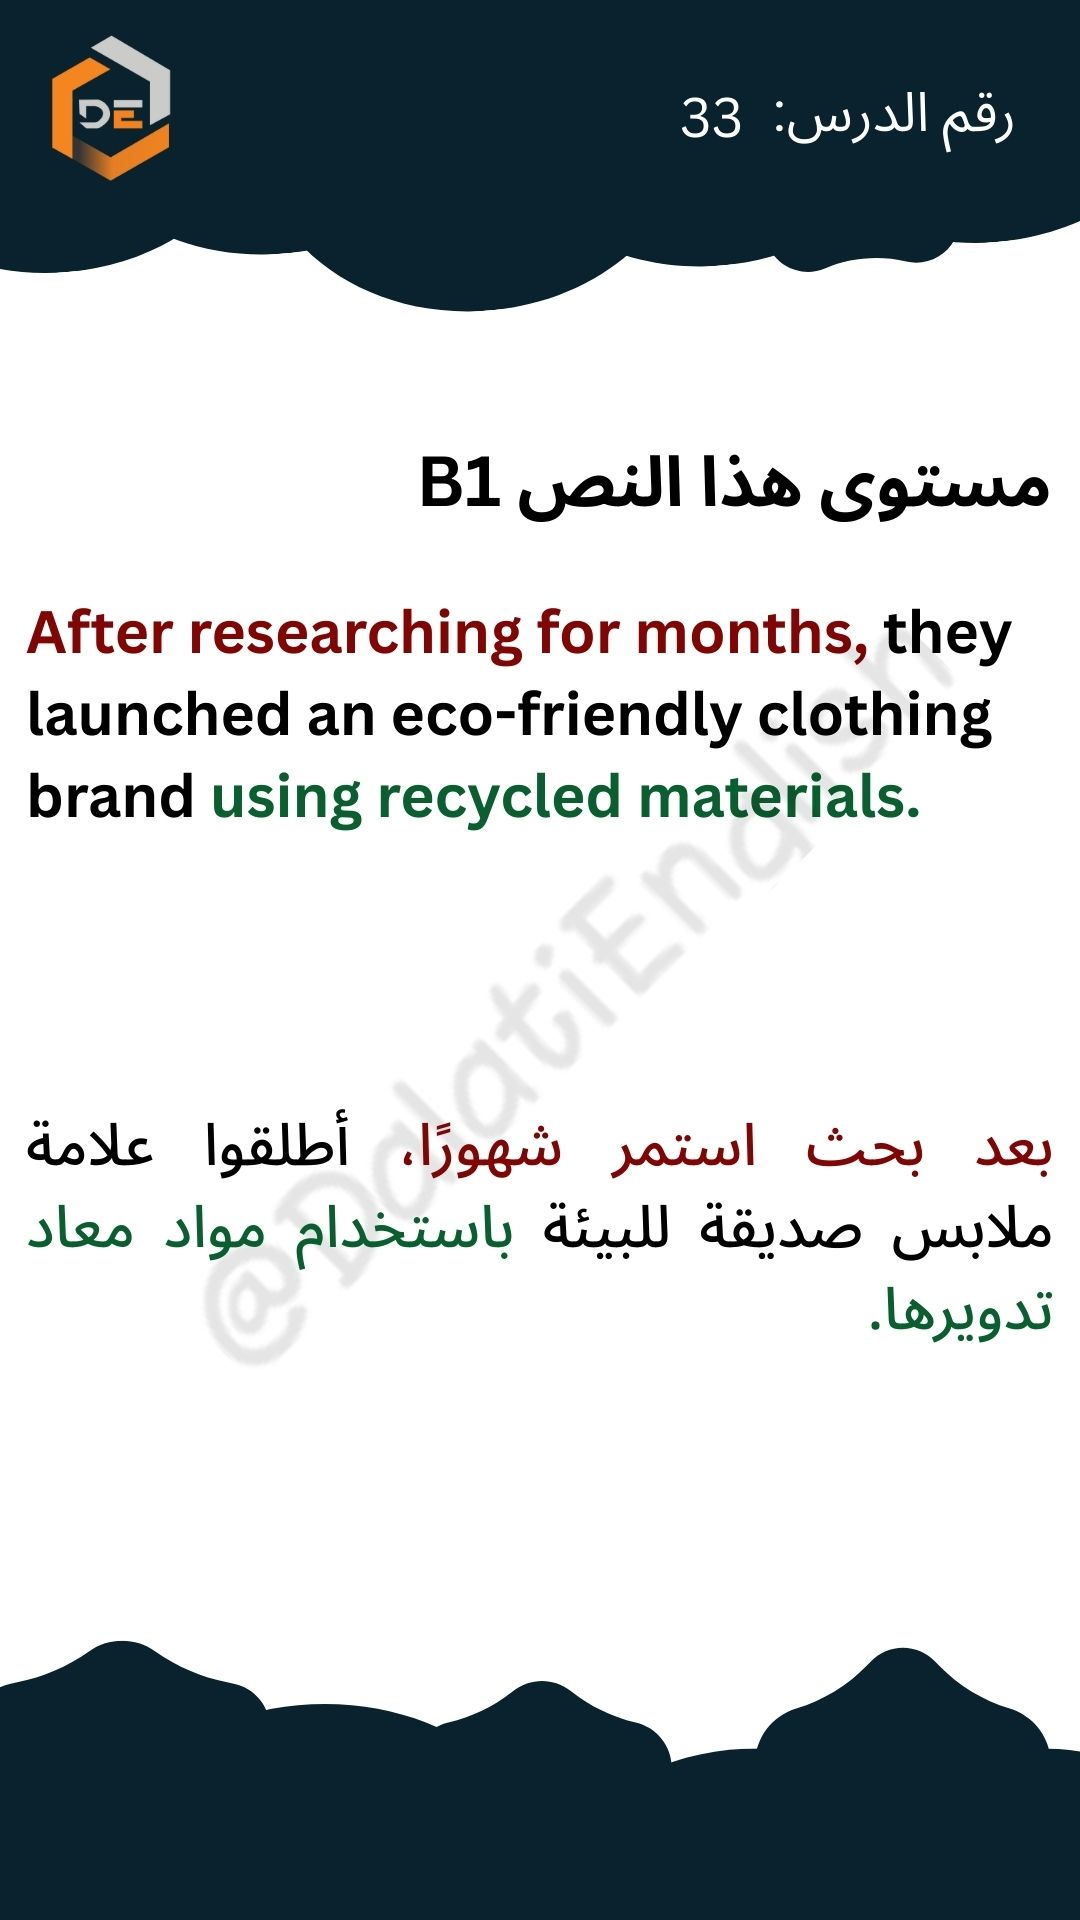 DE
رقم الدرس: 33
مستوى هذا النص B1
After researching for months, they
launched an eco-friendly clothing
brand using recycled materials.
@DalatiEnglish
بعد بحث استمر شهورًا، أطلقوا علامة
ملابس صديقة للبيئة باستخدام مواد معاد
تدويرها.